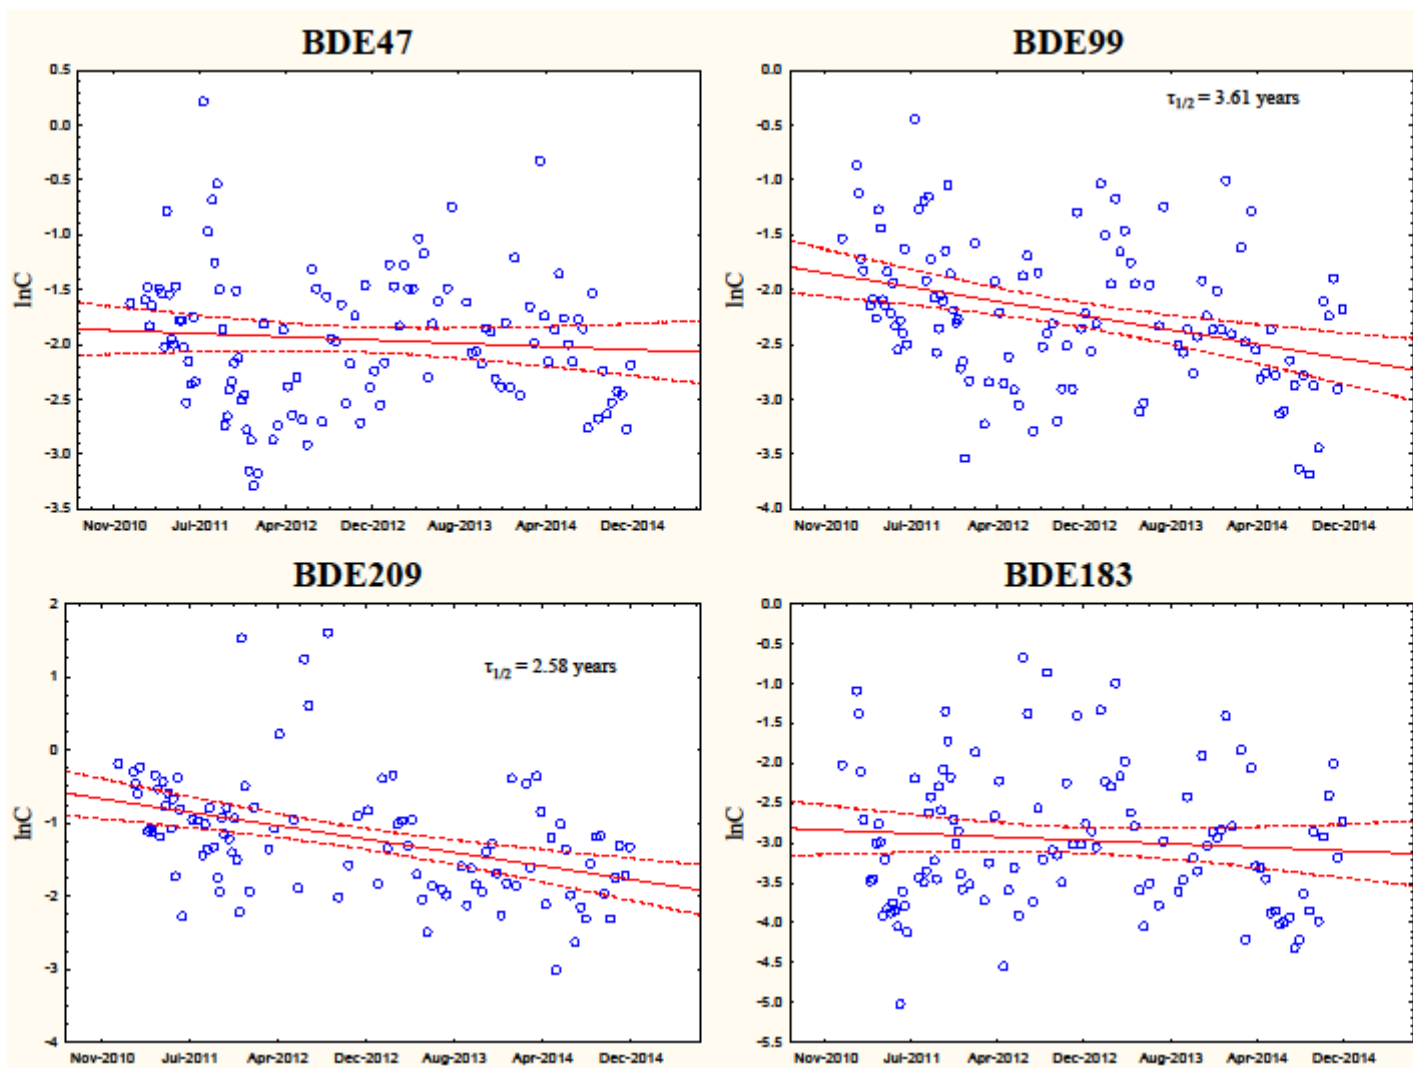 BDE47
BDE99
0.5
0.0
-0.5
-1.0
-1.5
-2.0
-2.5
-3.0
-3.5
lnC
Nov-2010 Jul-2011 Apr-2012 Dec-2012 Aug-2013 Apr-2014 Dec-2014
0.0
-0.5
-1.0
-1.5
-2.0
-2.5
-3.0
-3.5
-4.0
lnC
τ1/2 = 3.61 years
Nov-2010 Jul-2011 Apr-2012 Dec-2012 Aug-2013 Apr-2014 Dec-2014
BDE209
BDE183
2
1
0
-1
-2
-3
-4
lnC
τ1/2 = 2.58 years
Nov-2010 Jul-2011 Apr-2012 Dec-2012 Aug-2013 Apr-2014 Dec-2014
0.0
-0.5
-1.0
-1.5
-2.0
-2.5
-3.0
-3.5
-4.0
-4.5
-5.0
-5.5
lnC
Nov-2010 Jul-2011 Apr-2012 Dec-2012 Aug-2013 Apr-2014 Dec-2014